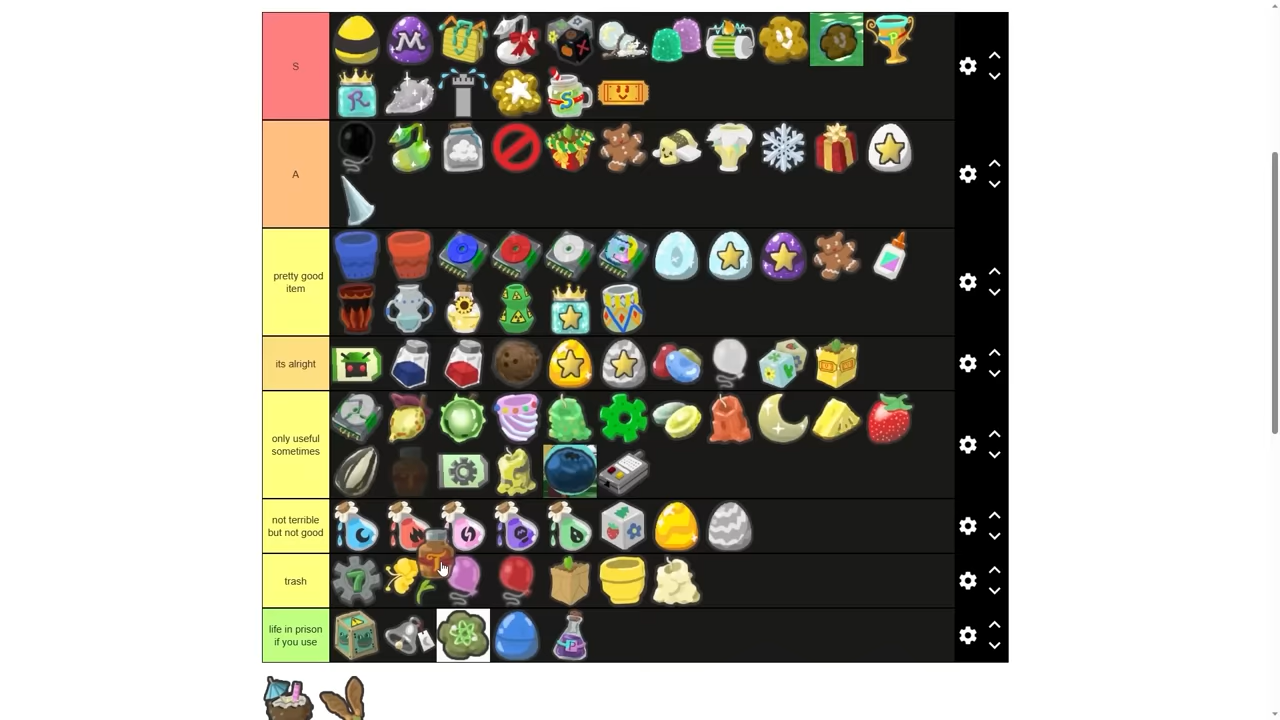 S
M
P
R
S
A
pretty good
item
its alright
only useful
sometimes
not terrible
but not good
trash
7
T
life in prison
if you use
P